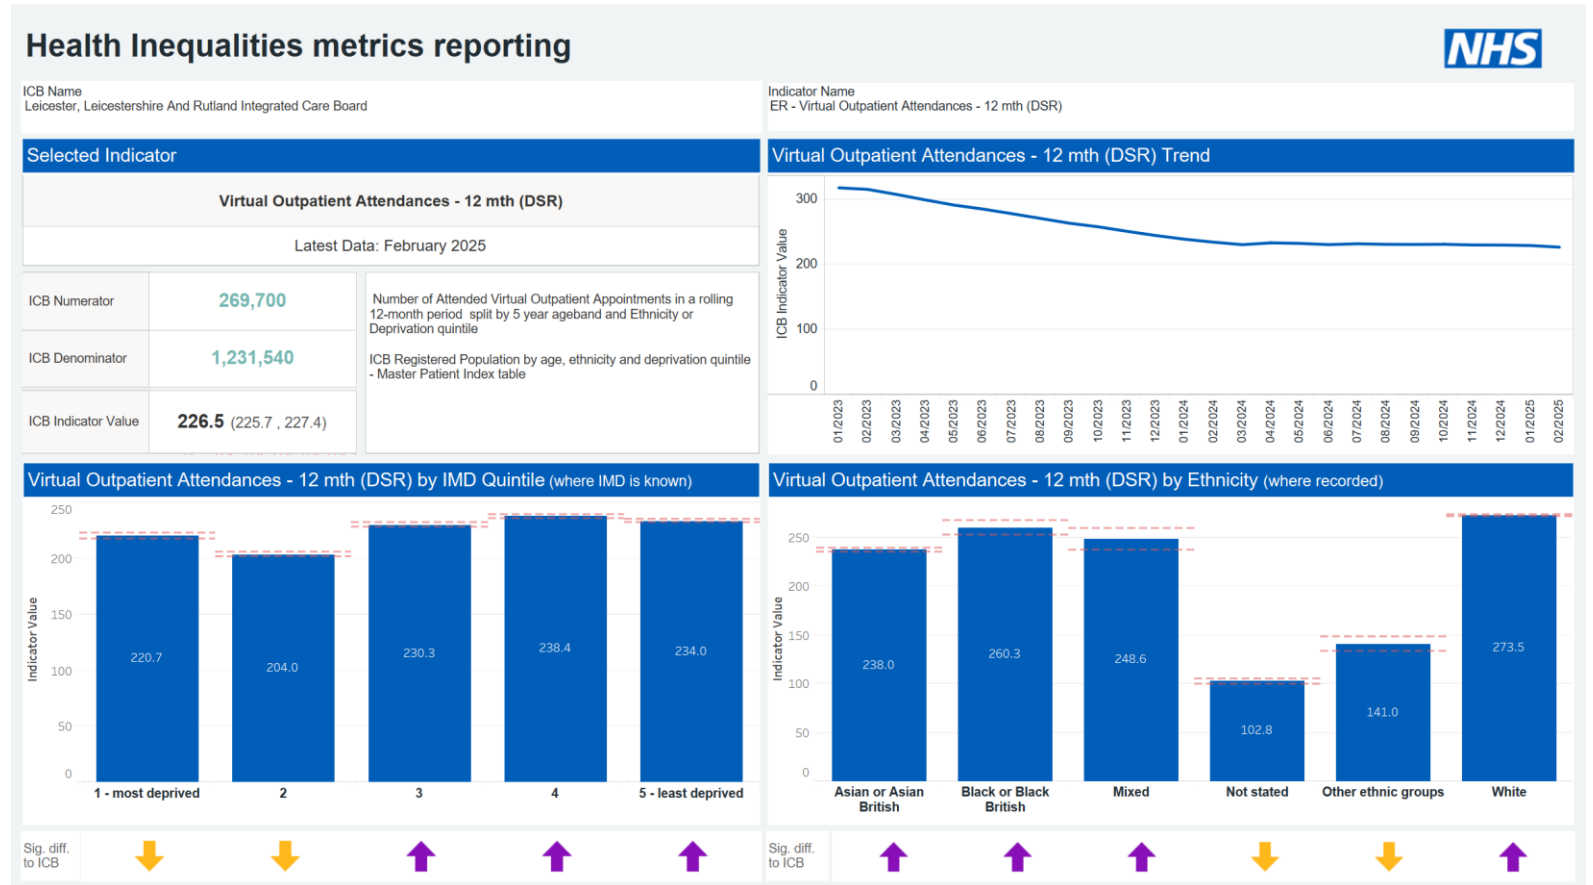 Health Inequalities metrics reporting
NHS
ICB Name
Leicester, Leicestershire And Rutland Integrated Care Board
Indicator Name
ER - Virtual Outpatient Attendances - 12 mth (DSR)
Selected Indicator
Virtual Outpatient Attendances - 12 mth (DSR)
Latest Data: February 2025
ICB Numerator
269,700
ICB Denominator
1,231,540
ICB Indicator Value
226.5 (225.7 , 227.4)
Number of Attended Virtual Outpatient Appointments in a rolling
12-month period split by 5 year ageband and Ethnicity or
Deprivation quintile
ICB Registered Population by age, ethnicity and deprivation quintile
- Master Patient Index table
Virtual Outpatient Attendances - 12 mth (DSR) Trend
ICB Indicator Value
300
200
100
0
01/2023
02/2023
03/2023
04/2023
05/2023
06/2023
07/2023
08/2023
09/2023
10/2023
11/2023
12/2023
01/2024
02/2024
03/2024
04/2024
05/2024
06/2024
07/2024
08/2024
09/2024
10/2024
11/2024
12/2024
01/2025
02/2025
Virtual Outpatient Attendances - 12 mth (DSR) by IMD Quintile (where IMD is known)
Indicator Value
250
200
150
100
50
0
220.7
204.0
230.3
238.4
234.0
1 - most deprived
2
3
4
5 - least deprived
Sig. diff.
to ICB
Virtual Outpatient Attendances - 12 mth (DSR) by Ethnicity (where recorded)
Indicator Value
250
200
150
100
50
0
238.0
260.3
248.6
102.8
141.0
273.5
Asian or Asian
British
Black or Black
British
Mixed
Not stated
Other ethnic groups
White
Sig. diff.
to ICB